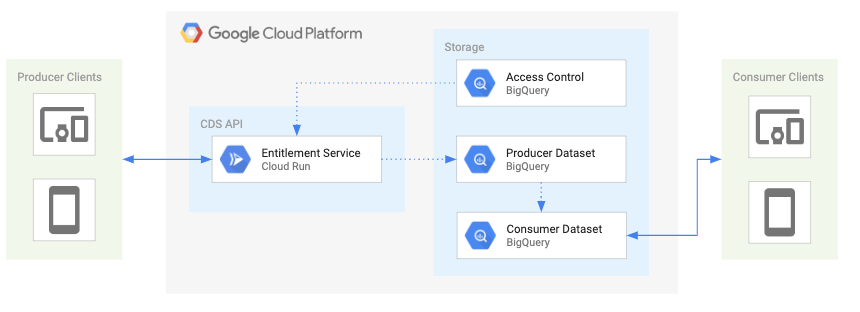 Google Cloud Platform
Storage
Producer Clients
Consumer Clients
Access Control
BigQuery
CDS API
Entitlement Service
Cloud Run
Producer Dataset
BigQuery
Consumer Dataset
BigQuery